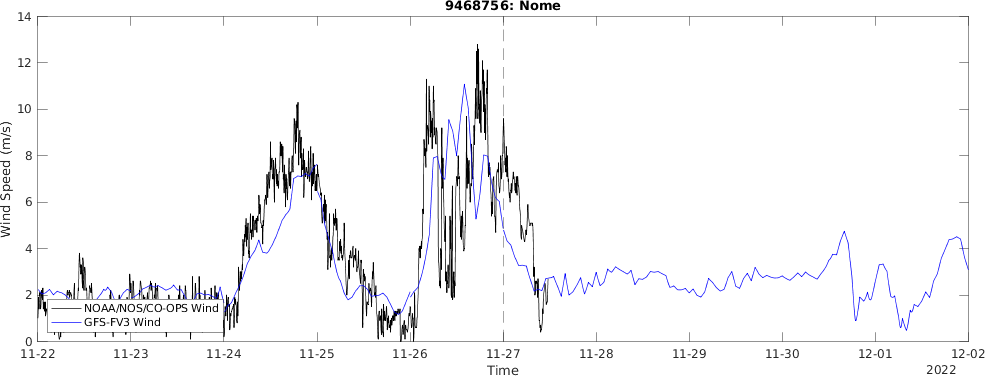 9468756: Nome
14
12
10
8
6
4
2
0
Wind Speed (m/s)
NOAA/NOS/CO-OPS Wind
GFS-FV3 Wind
11-22 11-23 11-24 11-25 11-26 11-27 11-28 11-29 11-30 12-01 12-02
Time
2022